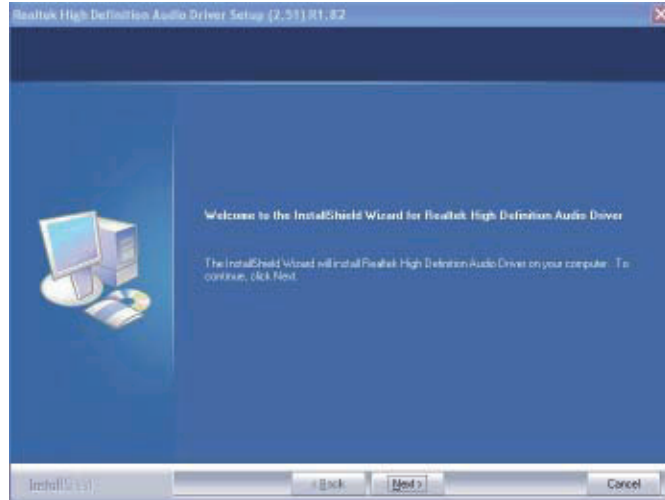 Realtek High Definition Audio Driver Setup (2.51) R1.82
Welcome to the InstallShield Wizard for Realtek High Definition Audio Driver
The InstallShield Wizard will install Realtek High Definition Audio Driver on your computer. To
continue, click Next.
InstallShield
< Back Next > Cancel